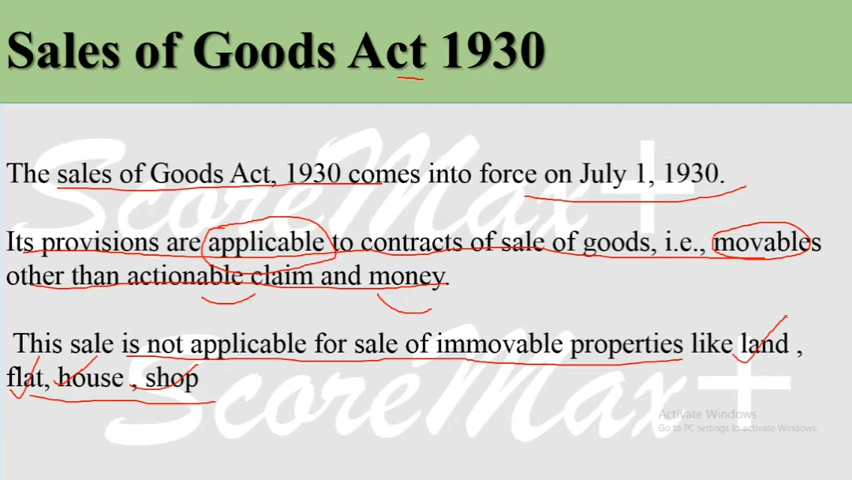 Sales of Goods Act 1930
The sales of Goods Act, 1930 comes into force on July 1, 1930.
Its provisions are applicable to contracts of sale of goods, i.e., movables
other than actionable claim and money.
This sale is not applicable for sale of immovable properties like land ,
flat, house , shop
ScoreMax+
ScoreMax+
Activate Windows
Go to PC settings to activate Windows.